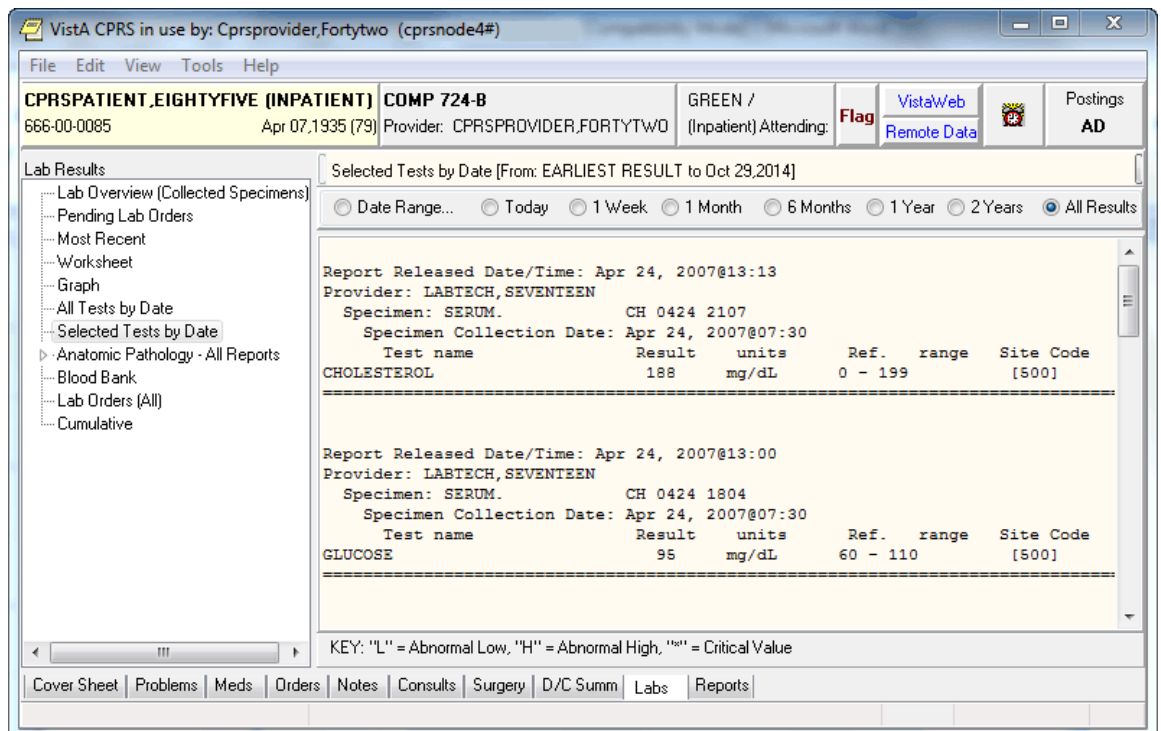 VistA CPRS in use by: Cprsprovider,Fortytwo (cprsnode4#)
File Edit View Tools Help
CPRSPATIENT,EIGHTYFIVE (INPATIENT) COMP 724-B GREEN / Flag VistaWeb Postings
666-00-0085 Apr 07,1935 (79) Provider: CPRSPROVIDER,FORTYTWO (Inpatient) Attending: Remote Data AD
Lab Results
Lab Overview (Collected Specimens)
Pending Lab Orders
Most Recent
Worksheet
Graph
All Tests by Date
Selected Tests by Date
Anatomic Pathology - All Reports
Blood Bank
Lab Orders (All)
Cumulative
Selected Tests by Date [From: EARLIEST RESULT to Oct 29,2014]
Date Range... Today 1 Week 1 Month 6 Months 1 Year 2 Years All Results
Report Released Date/Time: Apr 24, 2007@13:13
Provider: LABTECH,SEVENTEEN
Specimen: SERUM. CH 0424 2107
Specimen Collection Date: Apr 24, 2007@07:30
Test name Result units Ref. range Site Code
CHOLESTEROL 188 mg/dL 0 - 199 [500]
Report Released Date/Time: Apr 24, 2007@13:00
Provider: LABTECH,SEVENTEEN
Specimen: SERUM. CH 0424 1804
Specimen Collection Date: Apr 24, 2007@07:30
Test name Result units Ref. range Site Code
GLUCOSE 95 mg/dL 60 - 110 [500]
KEY: "L" = Abnormal Low, "H" = Abnormal High, "*" = Critical Value
Cover Sheet Problems Meds Orders Notes Consults Surgery D/C Summ Labs Reports